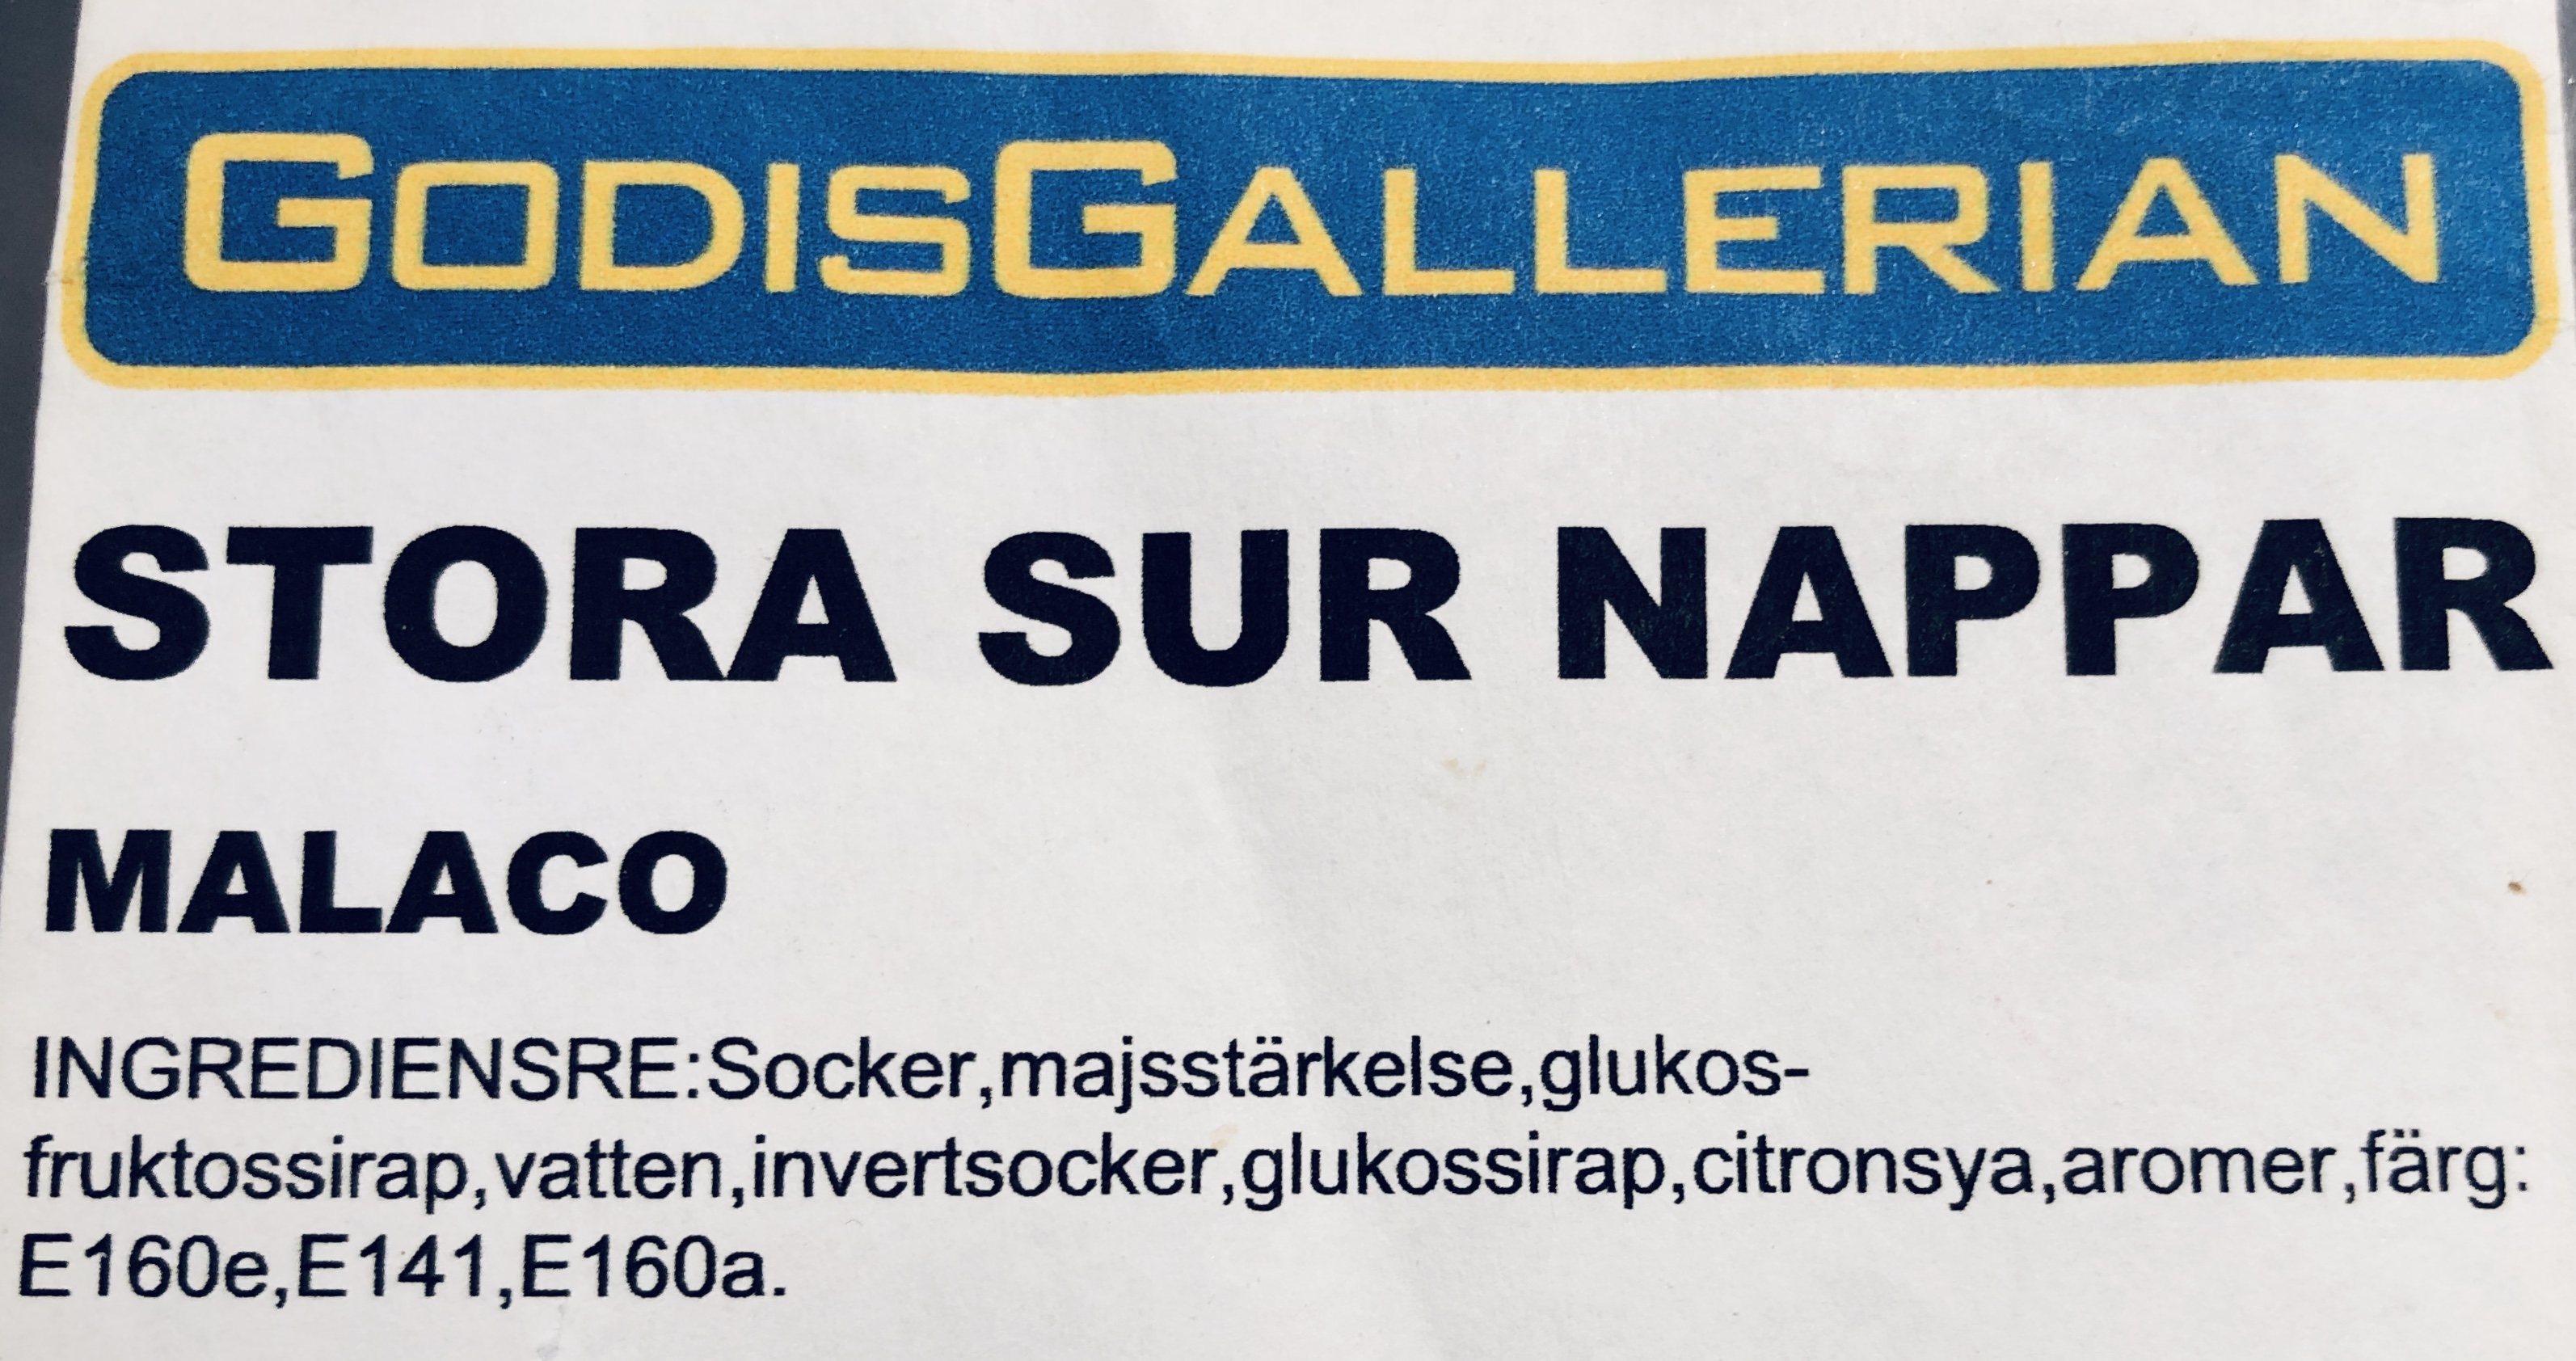 GODISGALLERIAN
STORA SUR NAPPAR
MALACO
INGREDIENSRE:Socker,majsstärkelse,glukos-
fruktossirap,vatten,invertsocker,glukossirap,citronsya,aromer,färg:
E160e,E141,E160a.